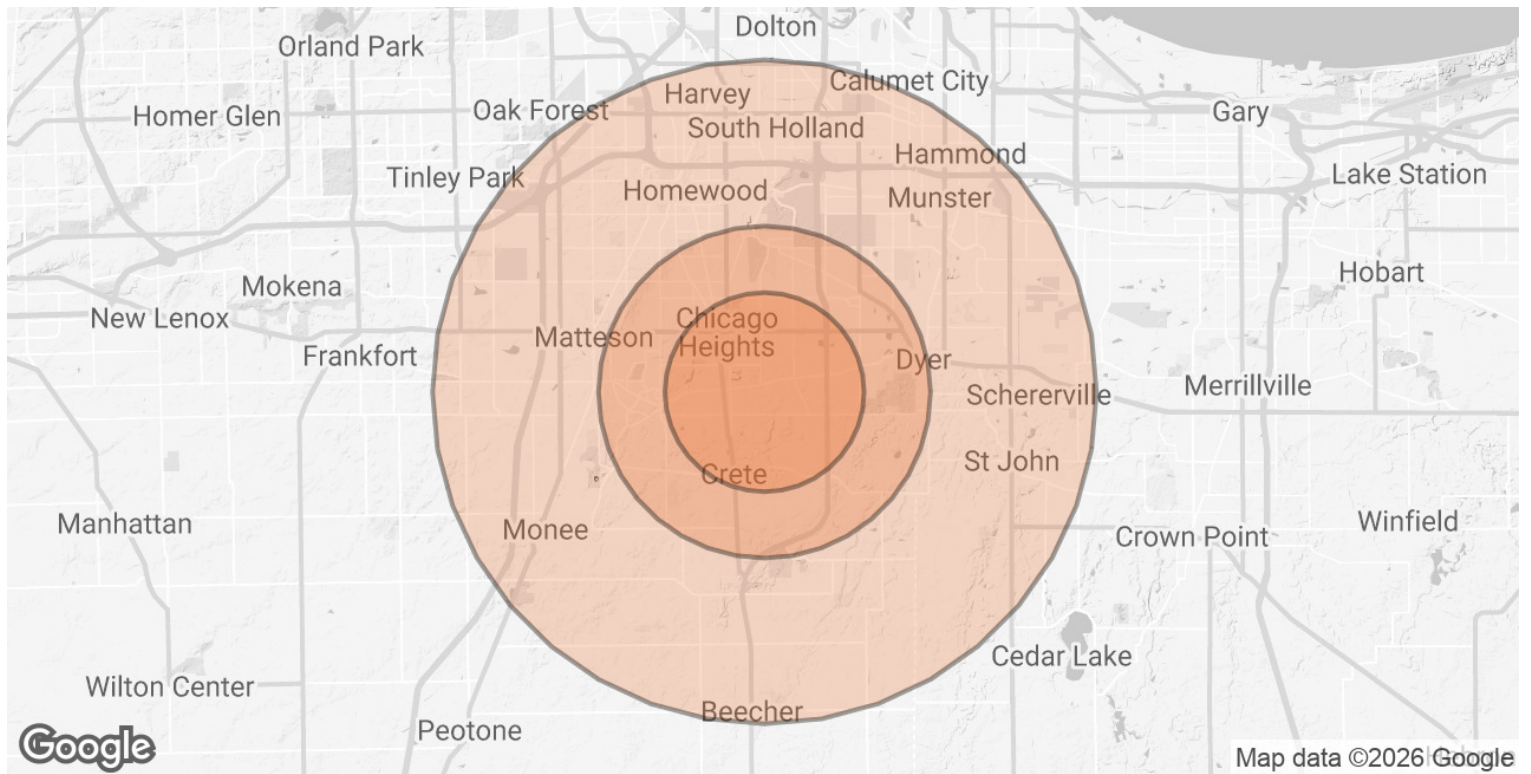 Dolton
Orland Park
Calumet City
Harvey
Oak Forest
Gary
Homer Glen
South Holland
Hammond
Lake Station
Tinley Park
Homewood
Munster
Hobart
Mokena
New Lenox
Chicago
Heights
Matteson
Frankfort
Dyer
Merrillville
Schererville
St John
Crete
Winfield
Manhattan
Monee
Crown Point
Cedar Lake
Wilton Center
Beecher
Peotone
Google
Map data ©2026 Google